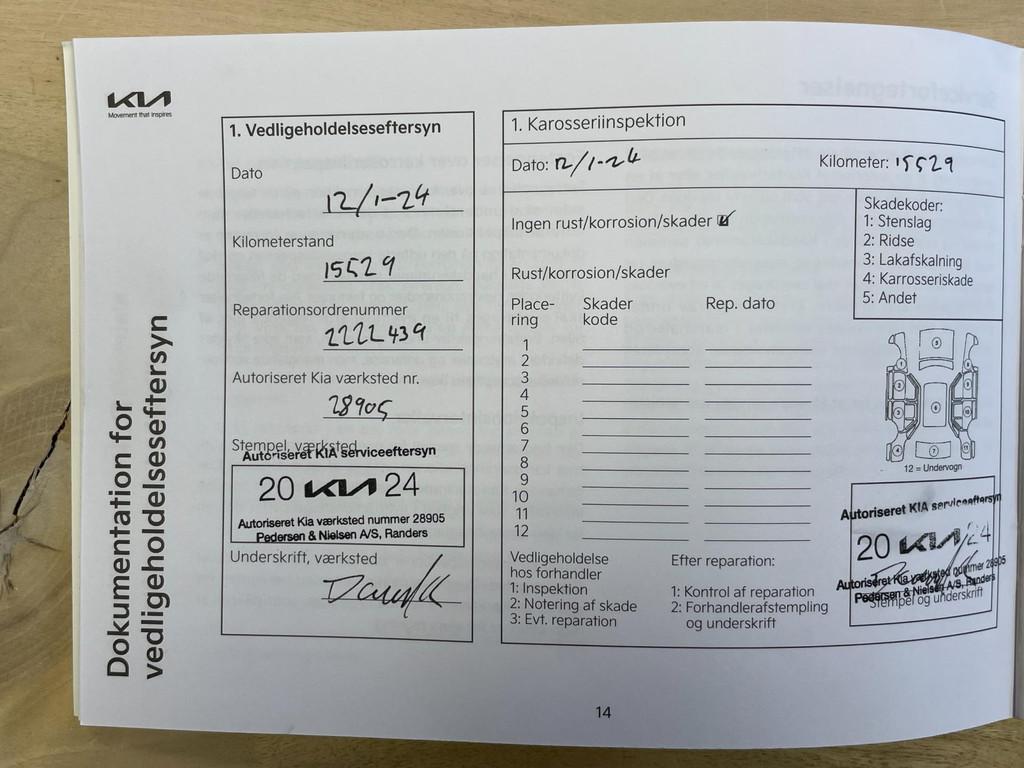 KIA
Movement that inspires
Dokumentation for
vedligeholdelseseftersyn
1. Vedligeholdelseseftersyn
Dato
12/1-24
Kilometerstand
15529
Reparationsordrenummer
2222439
Autoriseret Kia værksted nr.
28905
Stempel, værksted
Autoriseret KIA serviceeftersyn
20 KIA 24
Autoriseret Kia værksted nummer 28905
Pedersen & Nielsen A/S, Randers
Underskrift, værksted
1. Karosseriinspektion
Dato: 12/1-24 Kilometer: 15529
Ingen rust/korrosion/skader
Rust/korrosion/skader
Place-
ring
Skader
kode
Rep. dato
1
2
3
4
5
6
7
8
9
10
11
12
Skadekoder:
1: Stenslag
2: Ridse
3: Lakafskalning
4: Karrosseriskade
5: Andet
12 = Undervogn
Vedligeholdelse
hos forhandler
1: Inspektion
2: Notering af skade
3: Evt. reparation
Efter reparation:
1: Kontrol af reparation
2: Forhandlerafstempling
og underskrift
Autoriseret KIA serviceeftersyn
20 KIA 24
Autoriseret Kia værksted nummer 28905
Pedersen & Nielsen A/S, Randers
Stempel og underskrift
14